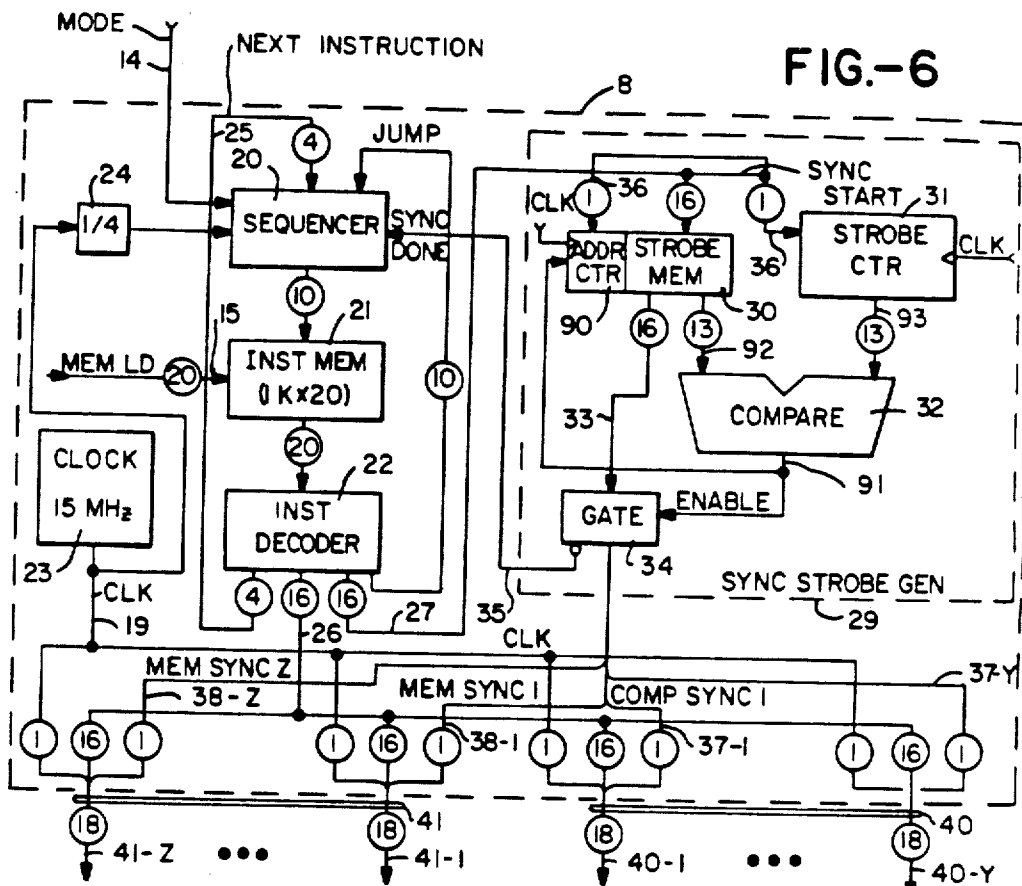 FIG.-6
MODE
14
NEXT INSTRUCTION
8
25
4
JUMP
20
24
1/4
SEQUENCER
SYNC
DONE
10
15
21
MEM LD
20
INST MEM
(1K×20)
10
20
CLOCK
15 MHz
23
22
INST
DECODER
4
16
16
27
26
CLK
19
SYNC
1
36
16
1
36
CLK
START
31
STROBE
CTR
CLK
ADDR
CTR
STROBE
MEM
90
30
16
13
92
93
13
33
COMPARE
32
91
ENABLE
GATE
34
35
SYNC STROBE GEN
29
CLK
MEM SYNC Z
38-Z
MEM SYNC 1
38-1
COMP SYNC 1
37-1
37-Y
1
16
1
1
16
1
1
16
1
1
16
1
41
40
18
18
18
18
41-Z
•••
41-1
40-1
•••
40-Y